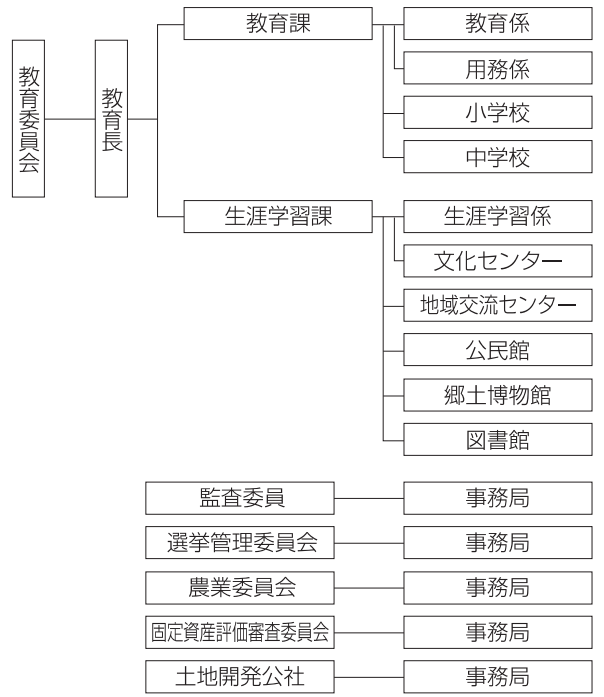 教育委員会
教育長
教育課
教育係
用務係
小学校
中学校
生涯学習課
生涯学習係
文化センター
地域交流センター
公民館
郷土博物館
図書館
監査委員
事務局
選挙管理委員会
事務局
農業委員会
事務局
固定資産評価審査委員会
事務局
土地開発公社
事務局